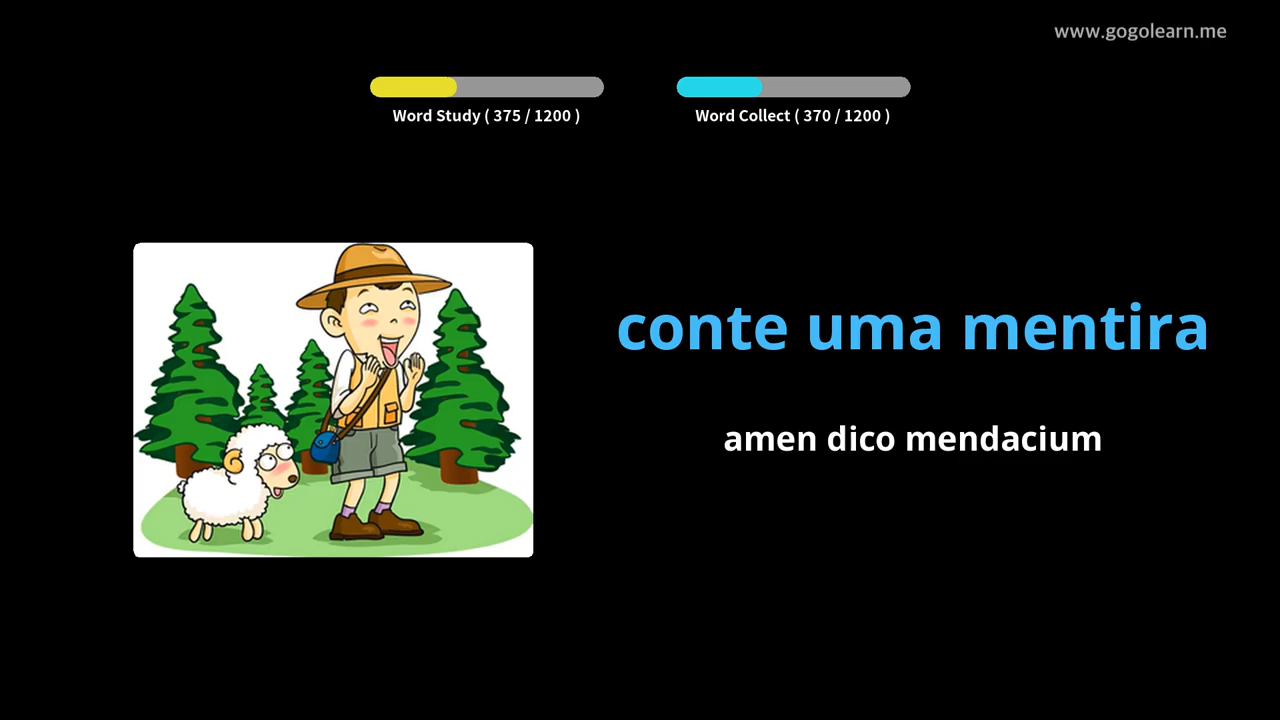 www.gogolearn.me
Word Study ( 375 / 1200 )
Word Collect ( 370 / 1200 )
conte uma mentira
amen dico mendacium